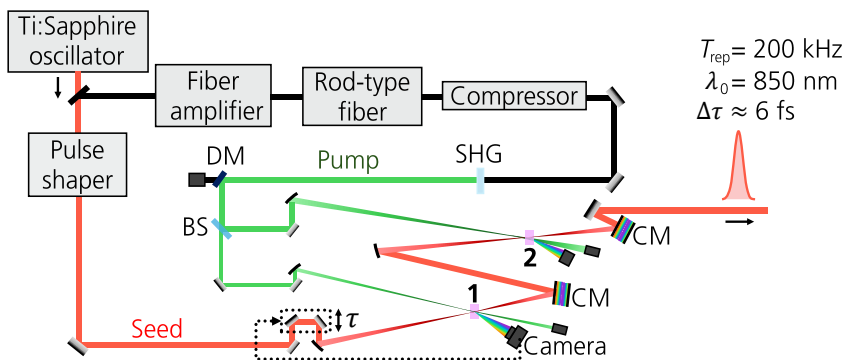 Ti:Sapphire
oscillator
Fiber
amplifier
Rod-type
fiber
Compressor
T_rep = 200 kHz
λ_0 = 850 nm
Δτ ≈ 6 fs
Pulse
shaper
DM
Pump
SHG
BS
CM
2
1
CM
Seed
τ
Camera